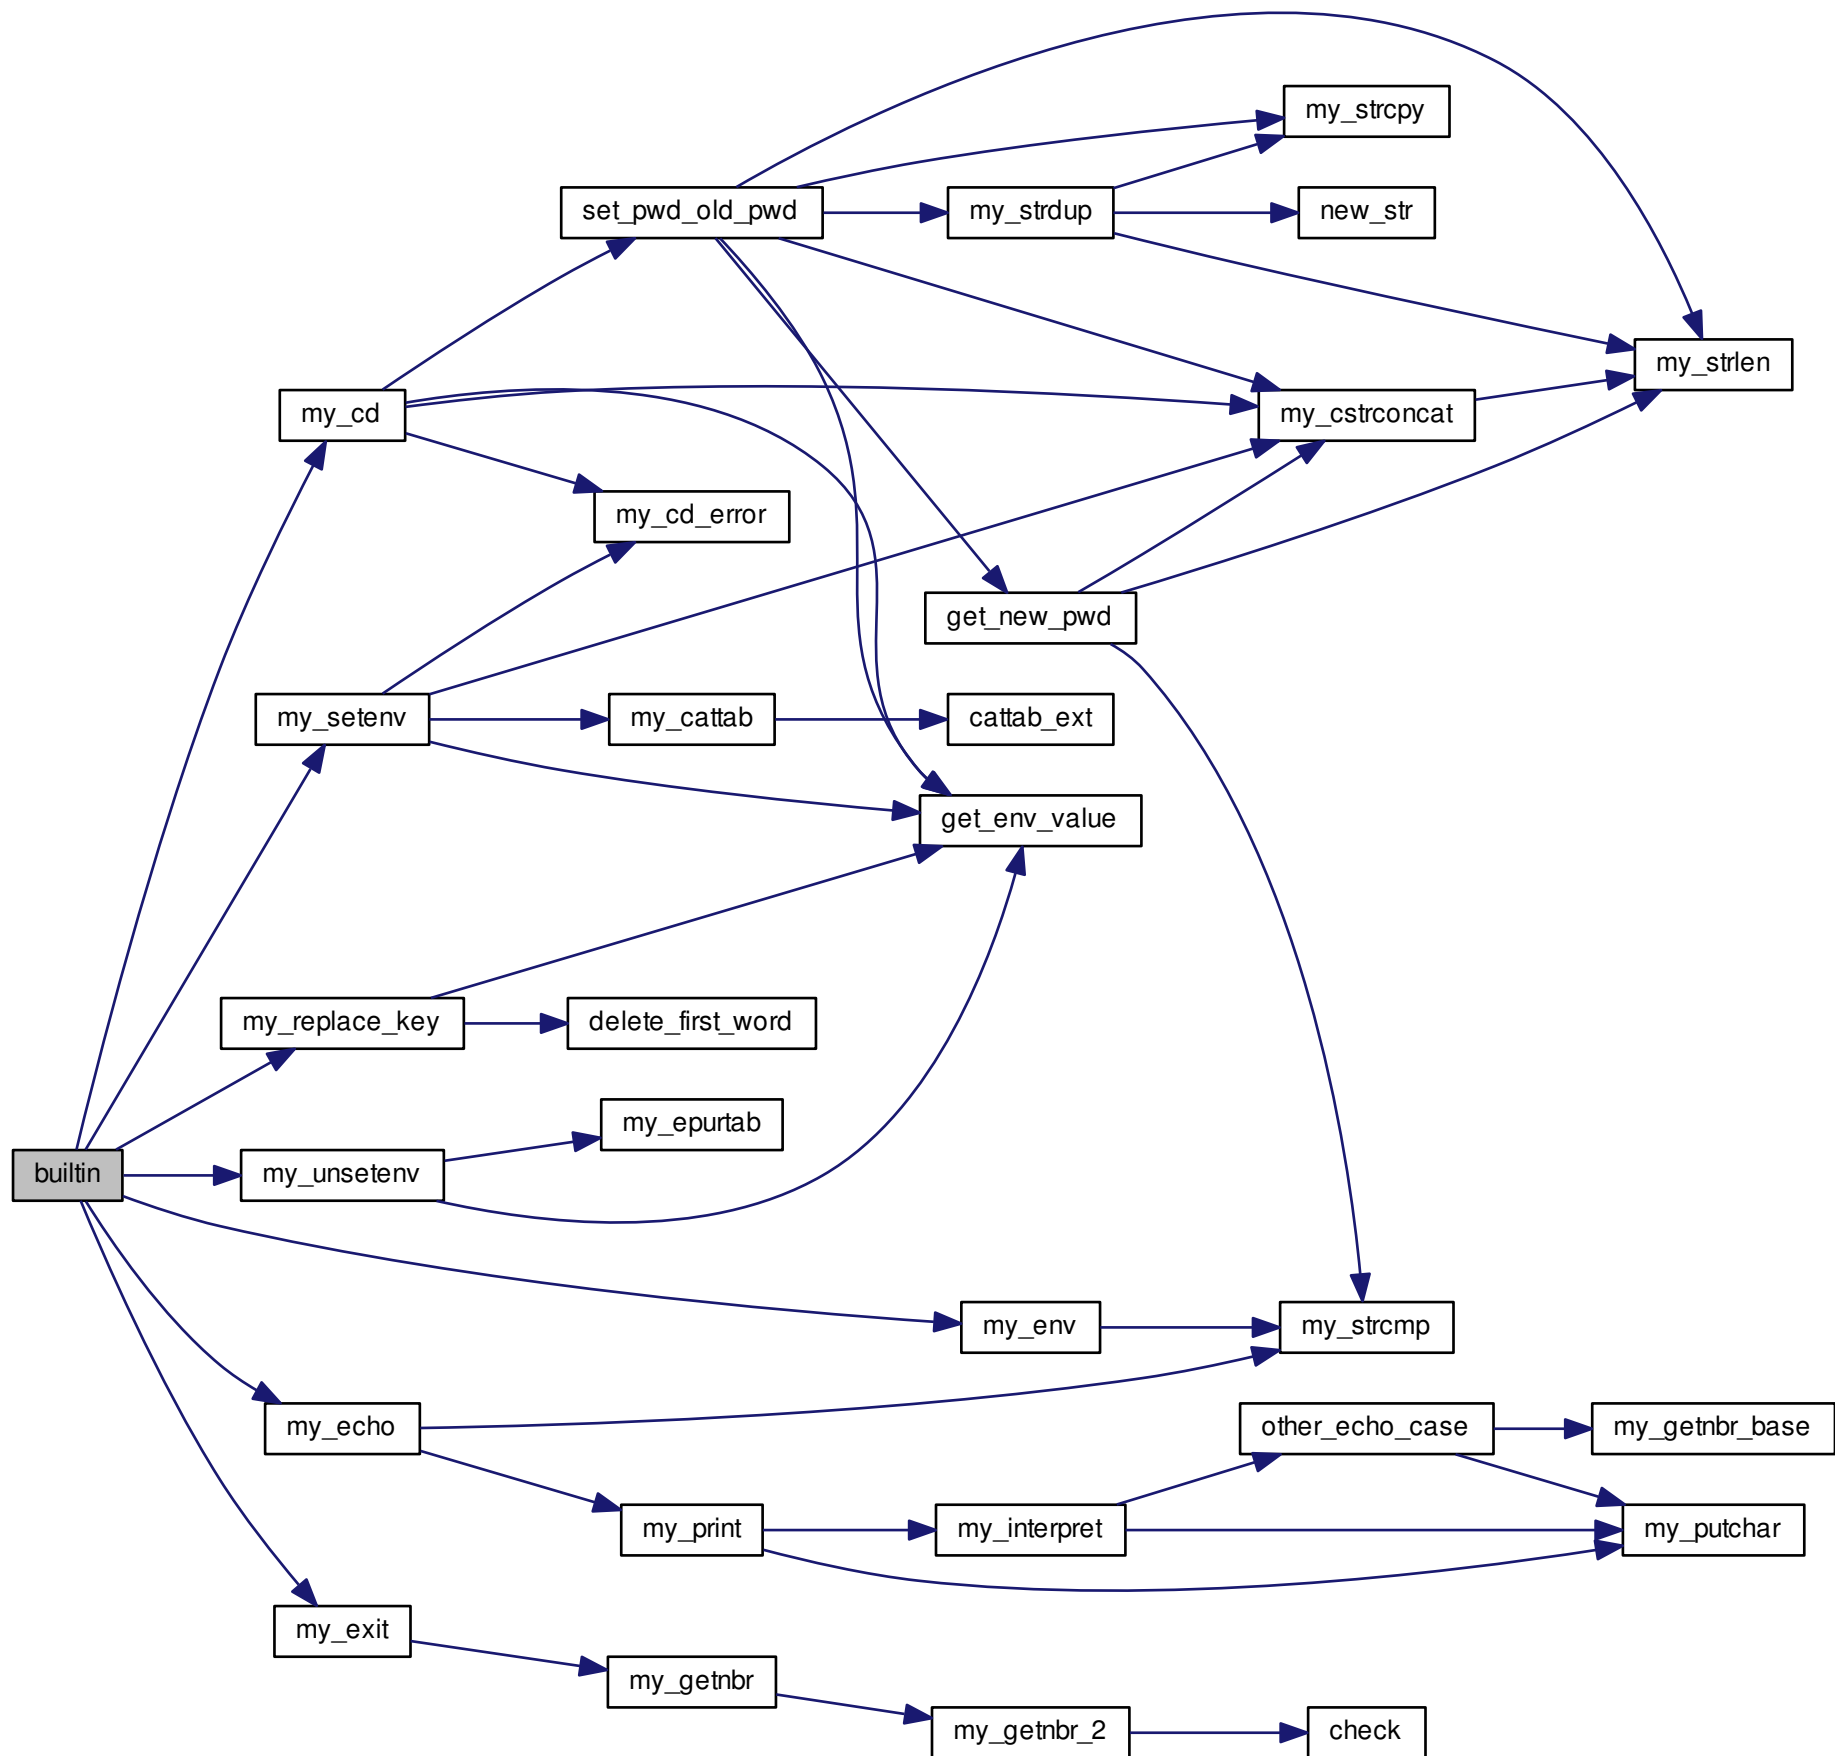 my_strcpy
set_pwd_old_pwd
my_strdup
new_str
my_strlen
my_cd
my_cstrconcat
my_cd_error
get_new_pwd
my_setenv
my_cattab
cattab_ext
get_env_value
my_replace_key
delete_first_word
my_epurtab
builtin
my_unsetenv
my_env
my_strcmp
my_echo
other_echo_case
my_getnbr_base
my_print
my_interpret
my_putchar
my_exit
my_getnbr
my_getnbr_2
check